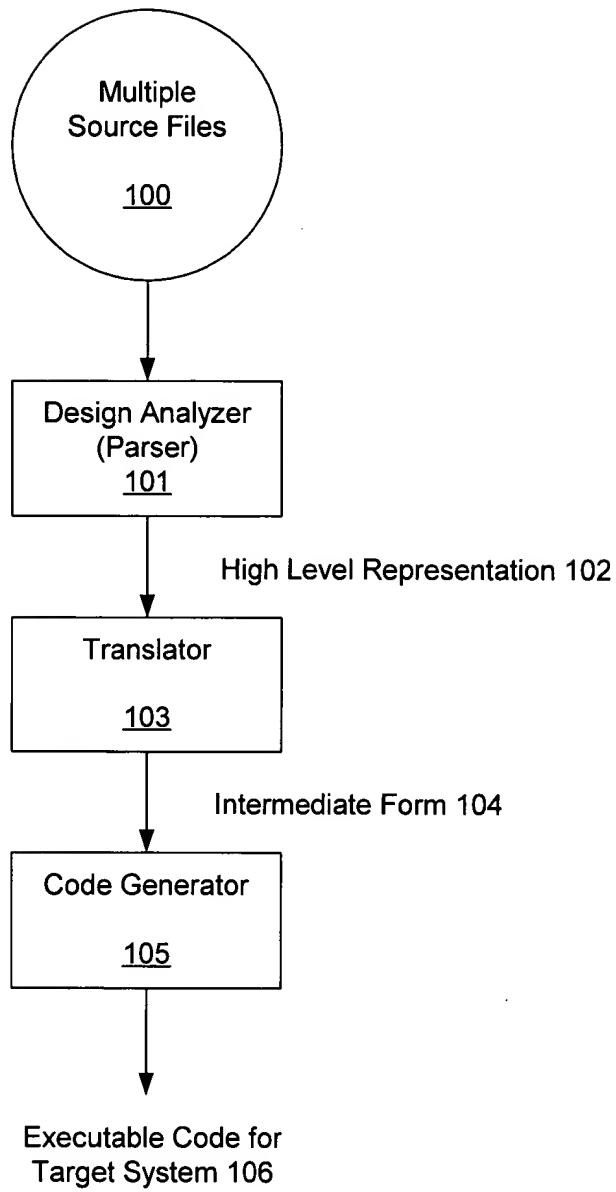 Multiple
Source Files
100
Design Analyzer
(Parser)
101
High Level Representation 102
Translator
103
Intermediate Form 104
Code Generator
105
Executable Code for
Target System 106